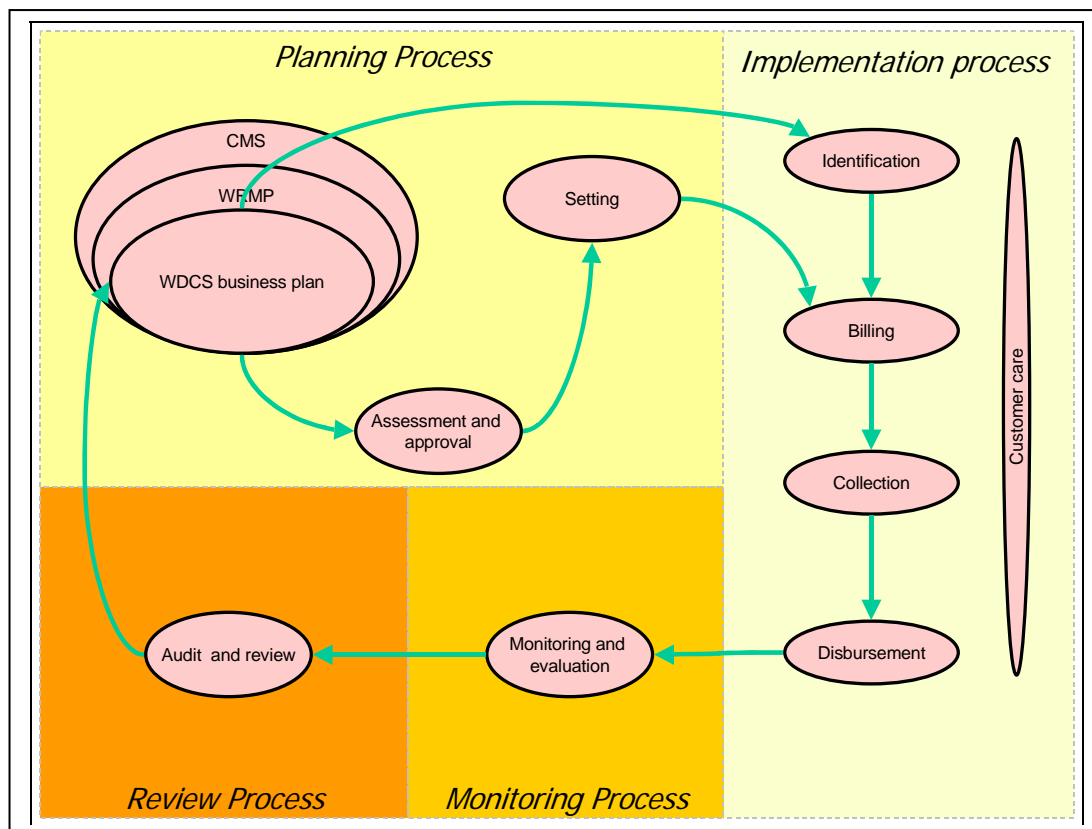 Planning Process
Implementation process
CMS
WRMP
WDCS business plan
Setting
Assessment and
approval
Identification
Billing
Collection
Disbursement
Customer care
Monitoring and
evaluation
Audit and review
Review Process
Monitoring Process